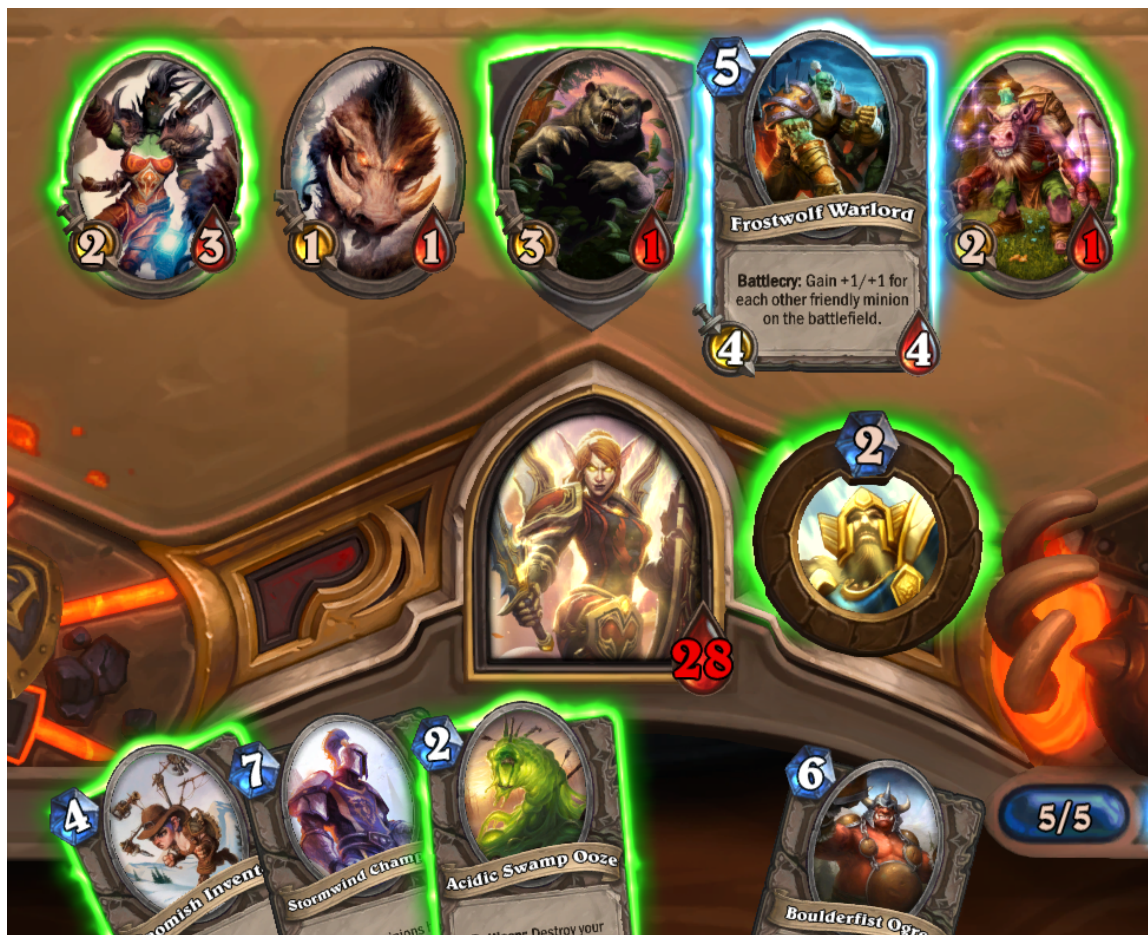 5
Frostwolf Warlord
Battlecry: Gain +1/+1 for
each other friendly minion
on the battlefield.
4 4
2 3
1 1
3 1
2 1
2
28
4
7
Stormwind Champ
2
Acidic Swamp Ooze
Destroy your
6
Boulderfist Ogre
5/5